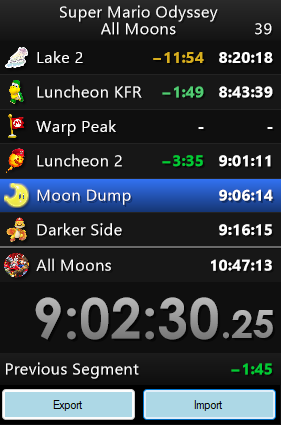 Super Mario Odyssey
All Moons 39
Lake 2 −11:54 8:20:18
Luncheon KFR −1:49 8:43:39
Warp Peak - -
Luncheon 2 −3:35 9:01:11
Moon Dump 9:06:14
Darker Side 9:16:15
All Moons 10:47:13
9:02:30.25
Previous Segment −1:45
Export Import